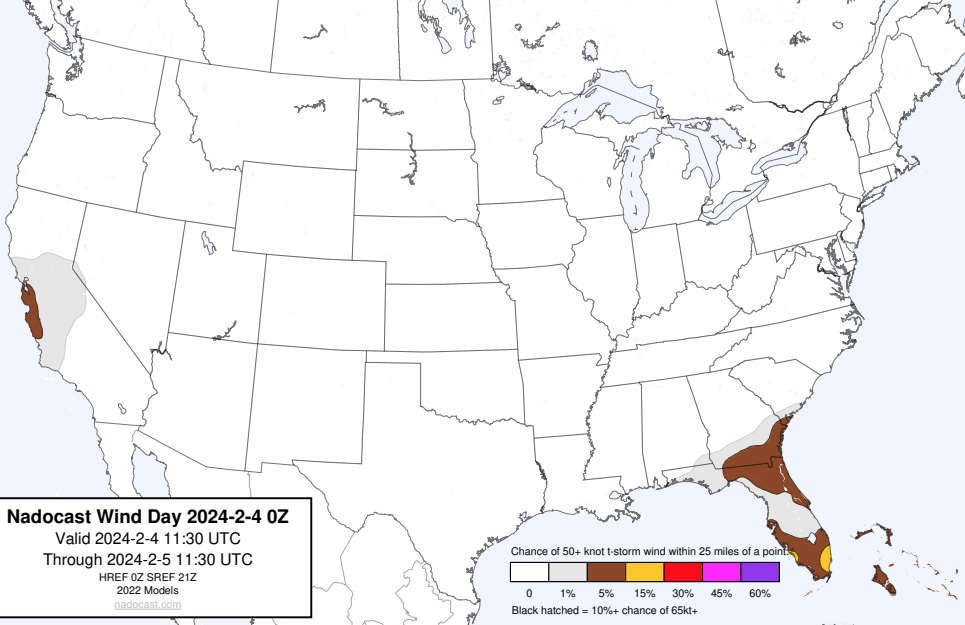 Nadocast Wind Day 2024-2-4 0Z
Valid 2024-2-4 11:30 UTC
Through 2024-2-5 11:30 UTC
HREF 0Z SREF 21Z
2022 Models
nadocast.com
Chance of 50+ knot t-storm wind within 25 miles of a point.
0 1% 5% 15% 30% 45% 60%
Black hatched = 10%+ chance of 65kt+